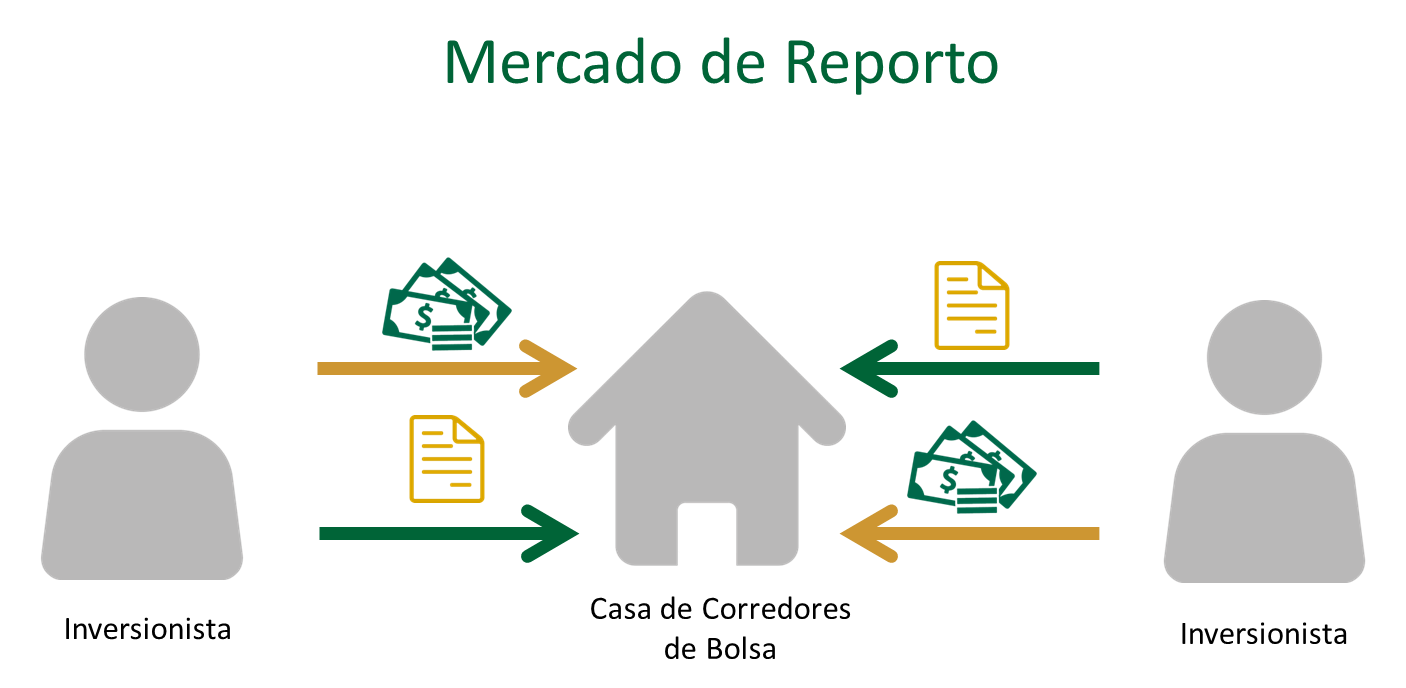 Mercado de Reporto
$
$
Inversionista
Casa de Corredores
de Bolsa
Inversionista